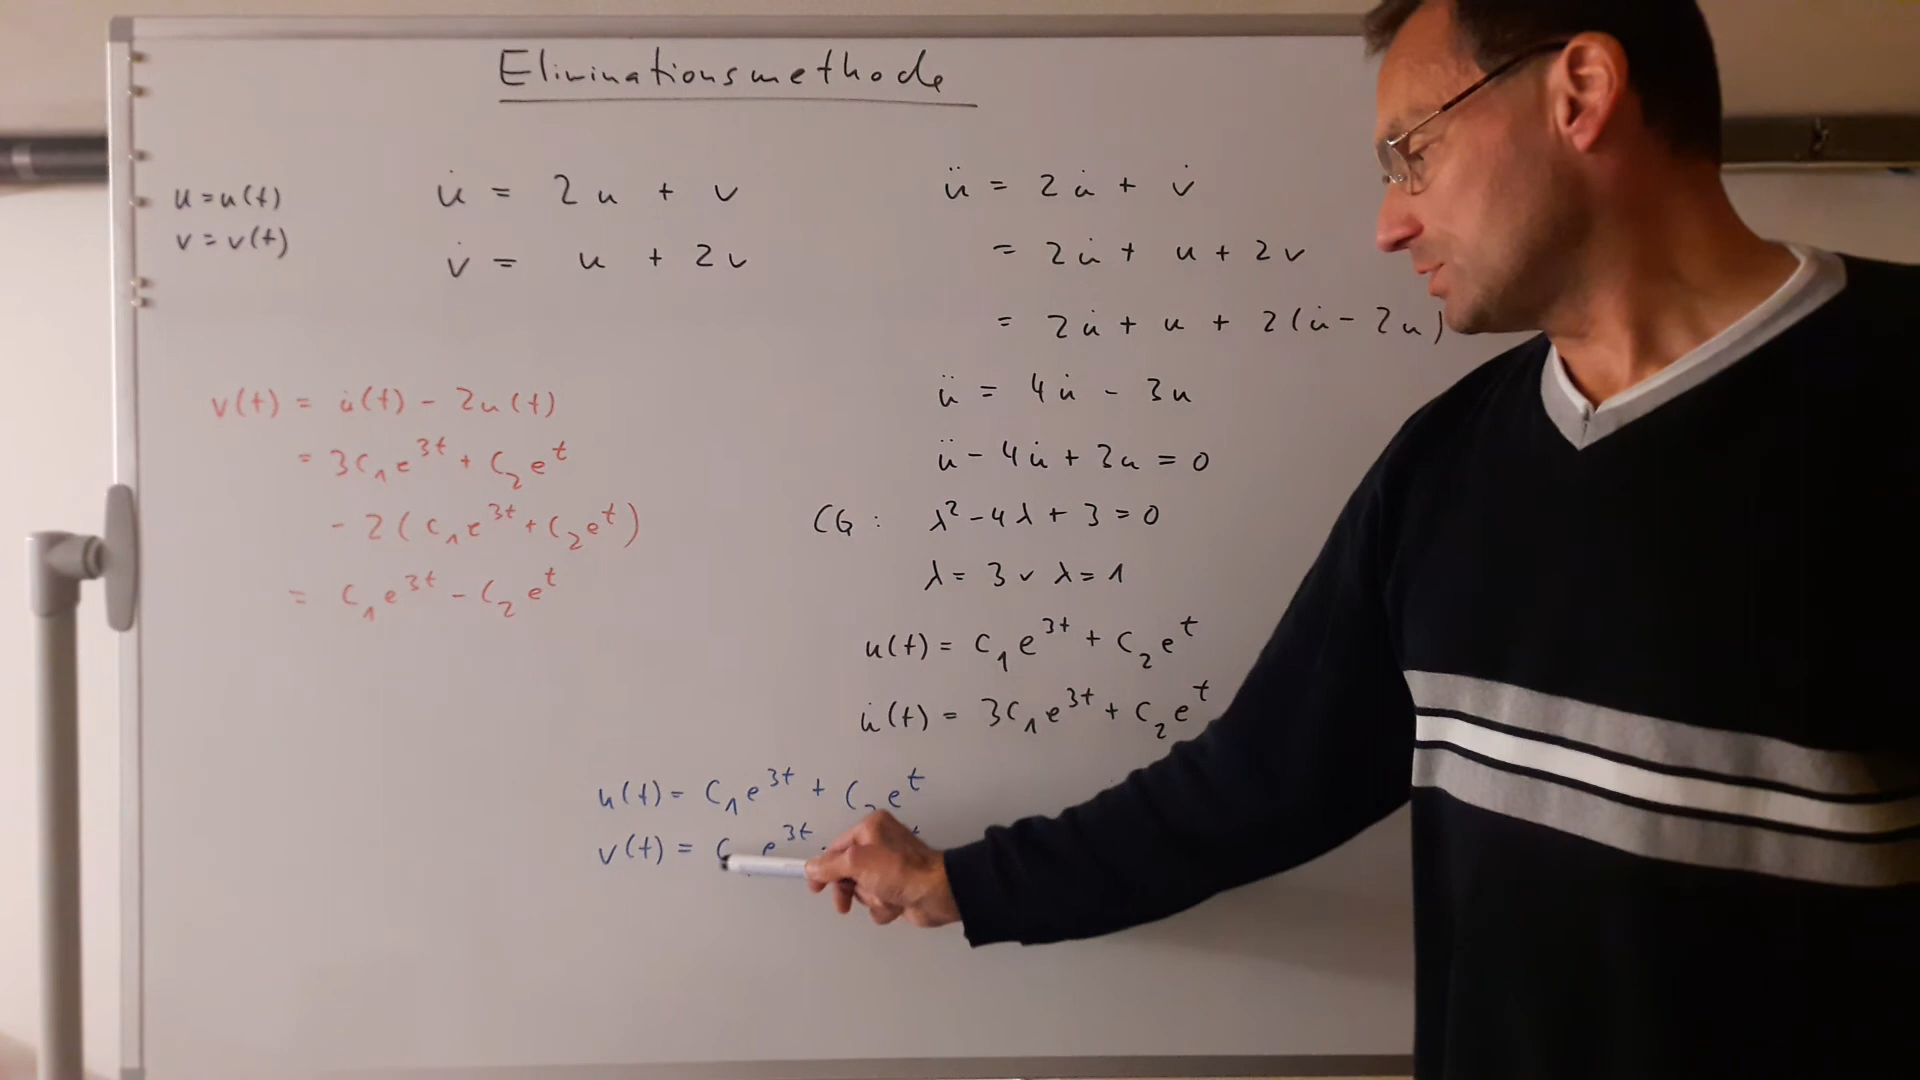 Eliminationsmethode
u = u(t)
v = v(t)
u̇ = 2u + v
v̇ = u + 2v
v(t) = u̇(t) - 2u(t)
= 3C₁e^{3t} + C₂e^t
- 2(C₁e^{3t} + C₂e^t)
= C₁e^{3t} - C₂e^t
ü = 2u̇ + v̇
= 2u̇ + u + 2v
= 2u̇ + u + 2(u̇ - 2u)
ü = 4u̇ - 3u
ü - 4u̇ + 3u = 0
CG: λ² - 4λ + 3 = 0
λ = 3 ∨ λ = 1
u(t) = C₁e^{3t} + C₂e^t
u̇(t) = 3C₁e^{3t} + C₂e^t
u(t) = C₁e^{3t} + C₂e^t
v(t) = C e^{3t}